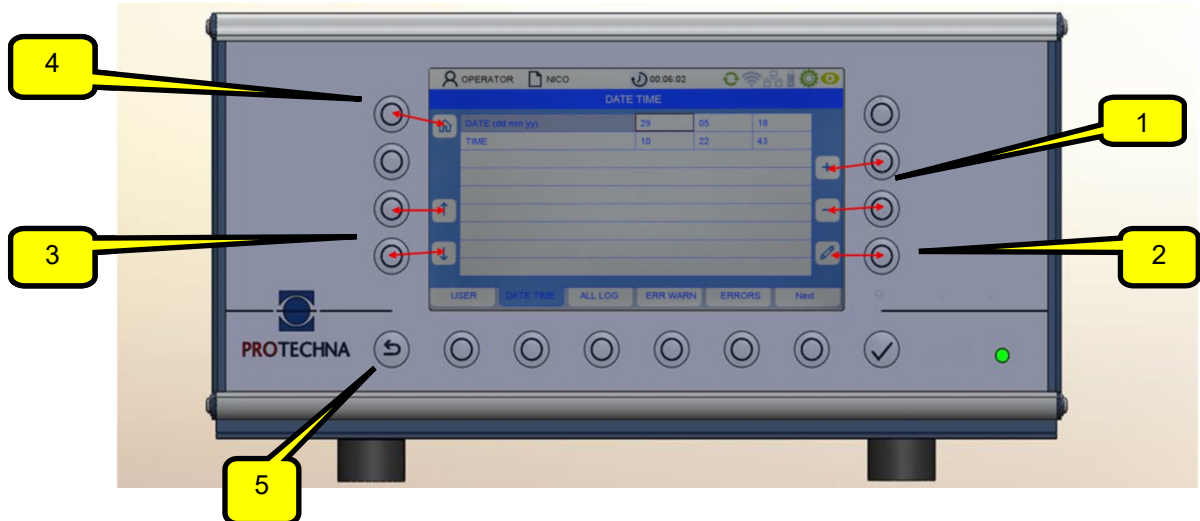 4
OPERATOR NICO 00:06:02
DATE TIME
DATE (dd mm yy) 29 05 18
1
TIME 10 22 43
+
-
3
2
USER DATE TIME ALL LOG ERR WARN ERRORS Next
PROTECHNA
5